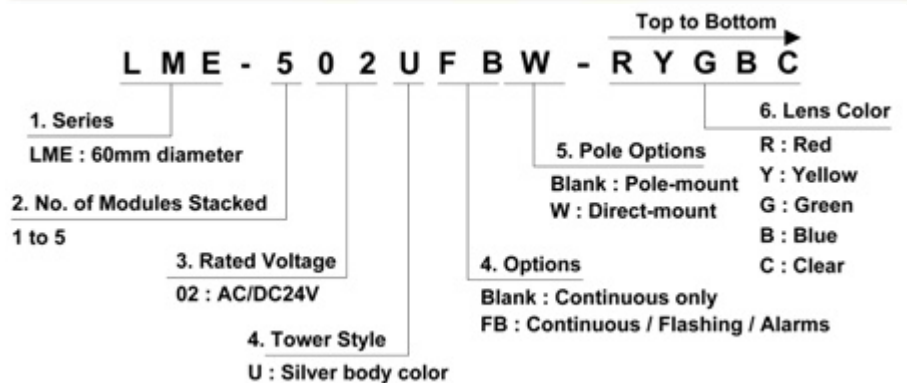 Top to Bottom
L M E - 5 0 2 U F B W - R Y G B C
1. Series
LME : 60mm diameter
2. No. of Modules Stacked
1 to 5
3. Rated Voltage
02 : AC/DC24V
4. Tower Style
U : Silver body color
4. Options
Blank : Continuous only
FB : Continuous / Flashing / Alarms
5. Pole Options
Blank : Pole-mount
W : Direct-mount
6. Lens Color
R : Red
Y : Yellow
G : Green
B : Blue
C : Clear